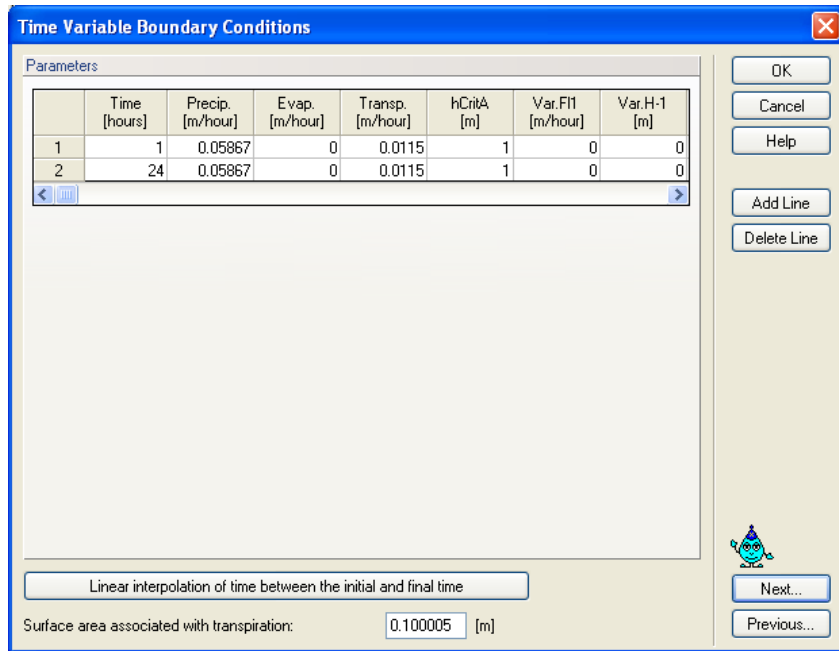 Time Variable Boundary Conditions
Parameters
Time [hours] Precip. [m/hour] Evap. [m/hour] Transp. [m/hour] hCritA [m] Var.Fl1 [m/hour] Var.H-1 [m]
1 1 0.05867 0 0.0115 1 0 0
2 24 0.05867 0 0.0115 1 0 0
Linear interpolation of time between the initial and final time
Surface area associated with transpiration: 0.100005 [m]
OK
Cancel
Help
Add Line
Delete Line
Next...
Previous...